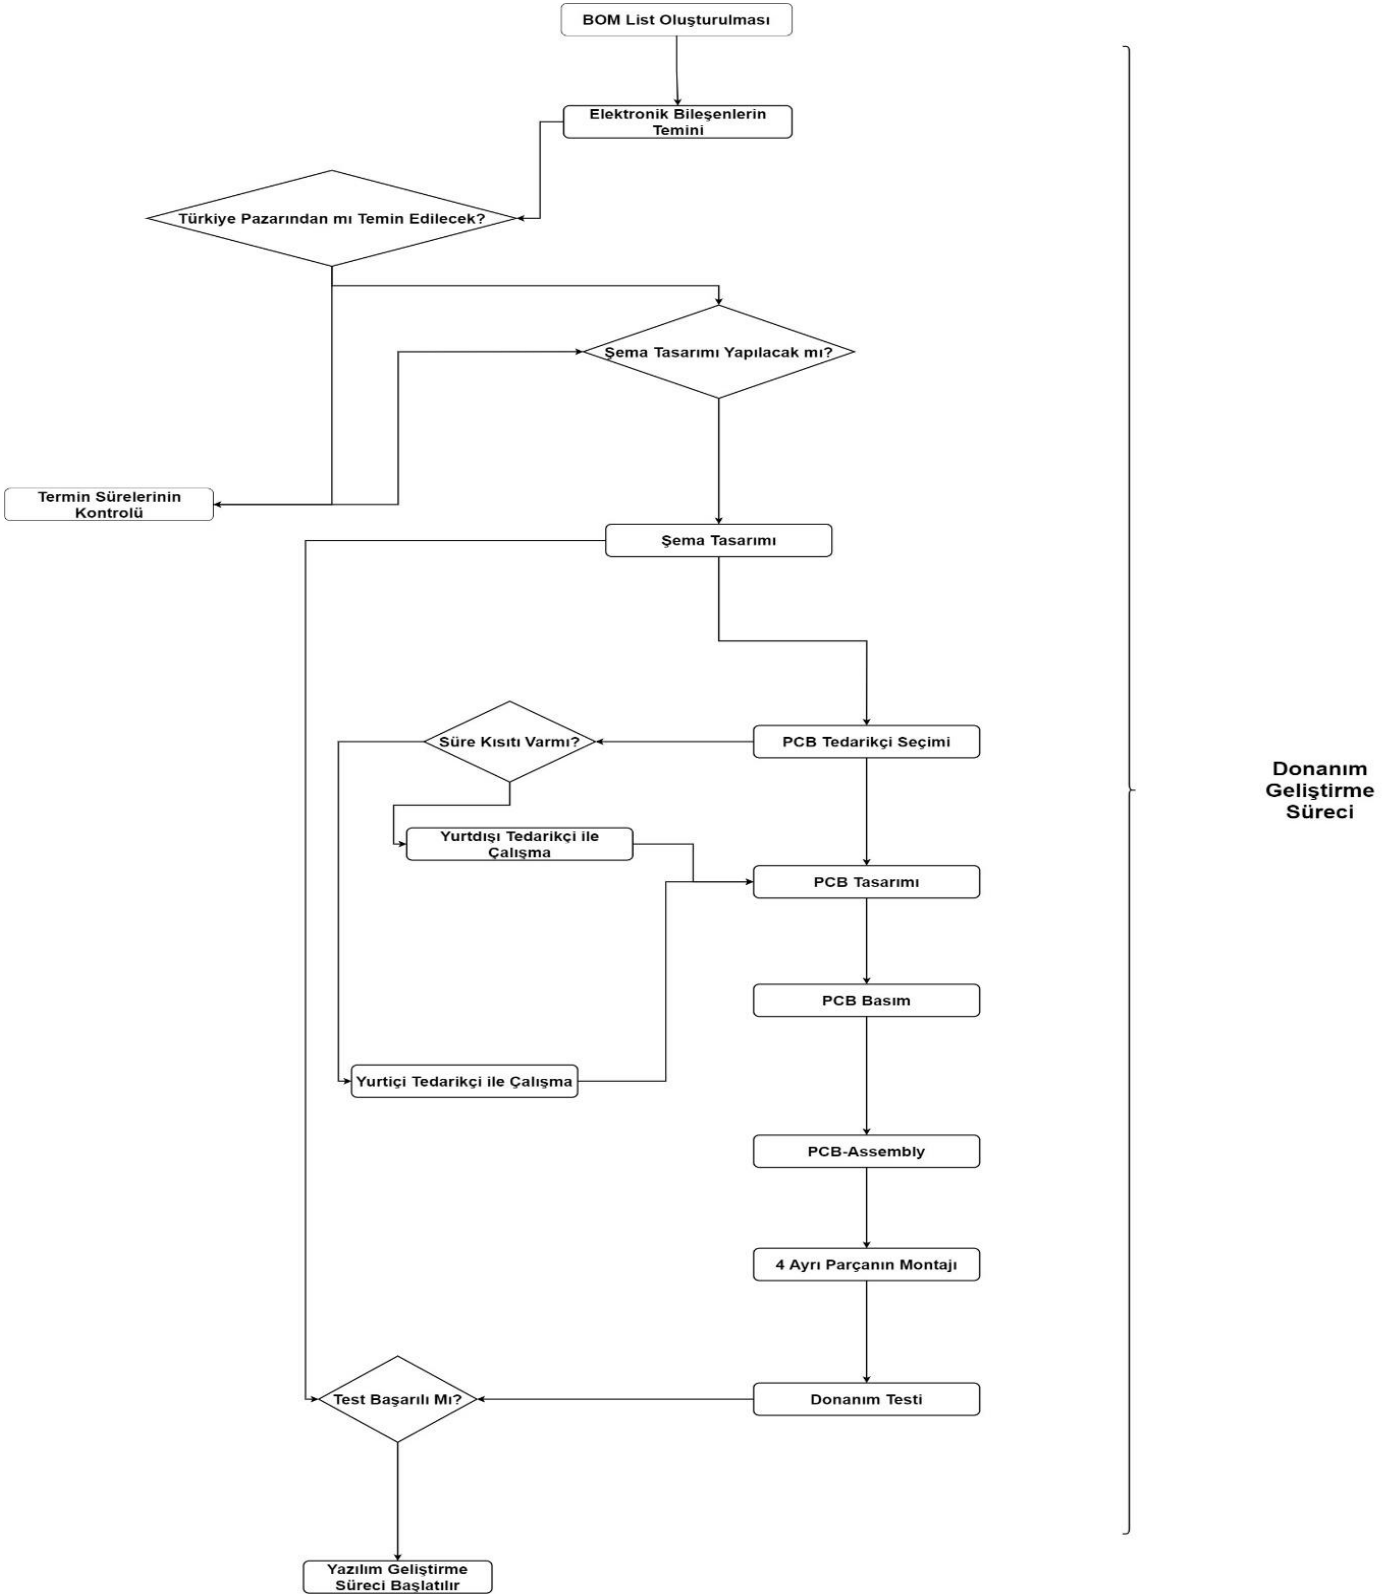 BOM List Oluşturulması
Elektronik Bileşenlerin
Temini
Türkiye Pazarından mı Temin Edilecek?
Şema Tasarımı Yapılacak mı?
Termin Sürelerinin
Kontrolü
Şema Tasarımı
Süre Kısıtı Varmı?
PCB Tedarikçi Seçimi
Donanım
Geliştirme
Süreci
Yurtdışı Tedarikçi ile
Çalışma
PCB Tasarımı
PCB Basım
Yurtiçi Tedarikçi ile Çalışma
PCB-Assembly
4 Ayrı Parçanın Montajı
Test Başarılı Mı?
Donanım Testi
Yazılım Geliştirme
Süreci Başlatılır